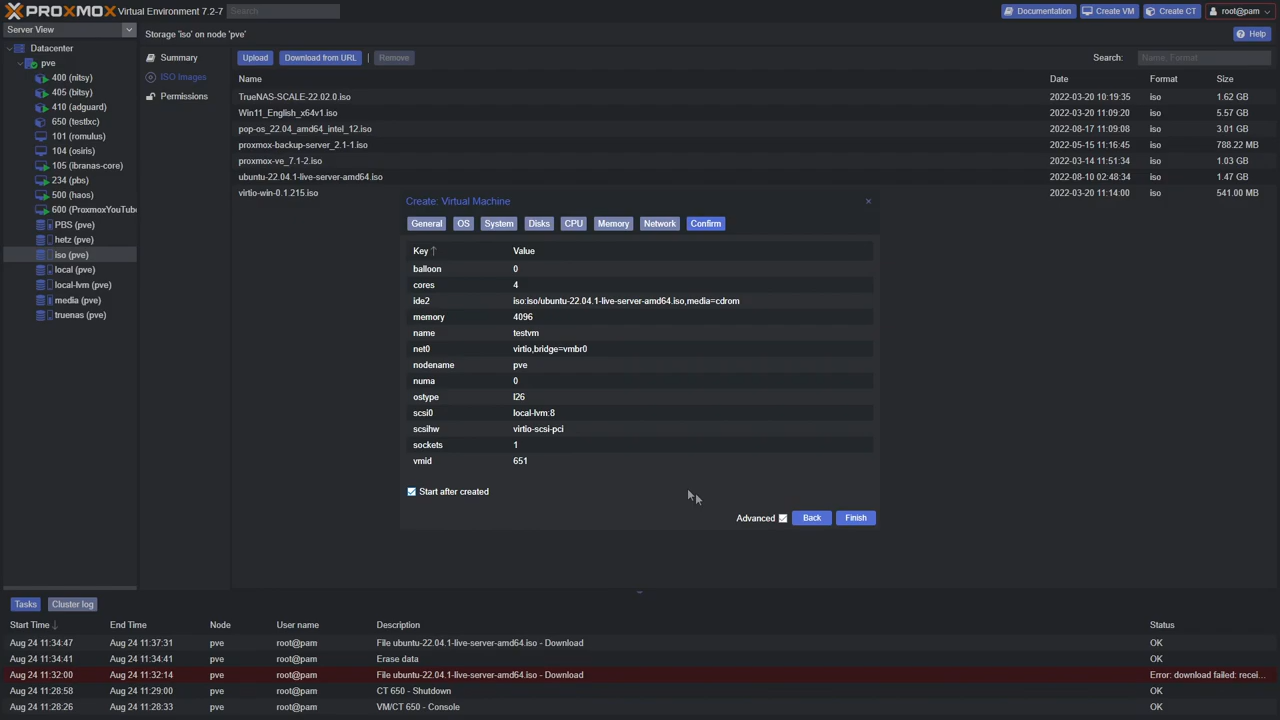 PROXMOX Virtual Environment 7.2-7 Search Documentation Create VM Create CT root@pam
Server View
Storage 'iso' on node 'pve' Help
Datacenter
pve
400 (nitsy)
405 (bitsy)
410 (adguard)
650 (testlxc)
101 (romulus)
104 (osiris)
105 (ibranas-core)
234 (pbs)
500 (haos)
600 (ProxmoxYouTube
PBS (pve)
hetz (pve)
iso (pve)
local (pve)
local-lvm (pve)
media (pve)
truenas (pve)
Summary
ISO Images
Permissions
Upload Download from URL Remove Search: Name, Format
Name Date Format Size
TrueNAS-SCALE-22.02.0.iso 2022-03-20 10:19:35 iso 1.62 GB
Win11_English_x64v1.iso 2022-03-20 11:09:20 iso 5.57 GB
pop-os_22.04_amd64_intel_12.iso 2022-08-17 11:09:08 iso 3.01 GB
proxmox-backup-server_2.1-1.iso 2022-05-15 11:16:45 iso 788.22 MB
proxmox-ve_7.1-2.iso 2022-03-14 11:51:34 iso 1.03 GB
ubuntu-22.04.1-live-server-amd64.iso 2022-08-10 02:48:34 iso 1.47 GB
virtio-win-0.1.215.iso 2022-03-20 11:14:00 iso 541.00 MB
Create: Virtual Machine
General OS System Disks CPU Memory Network Confirm
Key Value
balloon 0
cores 4
ide2 iso:iso/ubuntu-22.04.1-live-server-amd64.iso,media=cdrom
memory 4096
name testvm
net0 virtio,bridge=vmbr0
nodename pve
numa 0
ostype l26
scsi0 local-lvm:8
scsihw virtio-scsi-pci
sockets 1
vmid 651
Start after created
Advanced Back Finish
Tasks Cluster log
Start Time End Time Node User name Description Status
Aug 24 11:34:47 Aug 24 11:37:31 pve root@pam File ubuntu-22.04.1-live-server-amd64.iso - Download OK
Aug 24 11:34:41 Aug 24 11:34:41 pve root@pam Erase data OK
Aug 24 11:32:00 Aug 24 11:32:14 pve root@pam File ubuntu-22.04.1-live-server-amd64.iso - Download Error: download failed: recei...
Aug 24 11:28:58 Aug 24 11:29:00 pve root@pam CT 650 - Shutdown OK
Aug 24 11:28:26 Aug 24 11:28:33 pve root@pam VM/CT 650 - Console OK